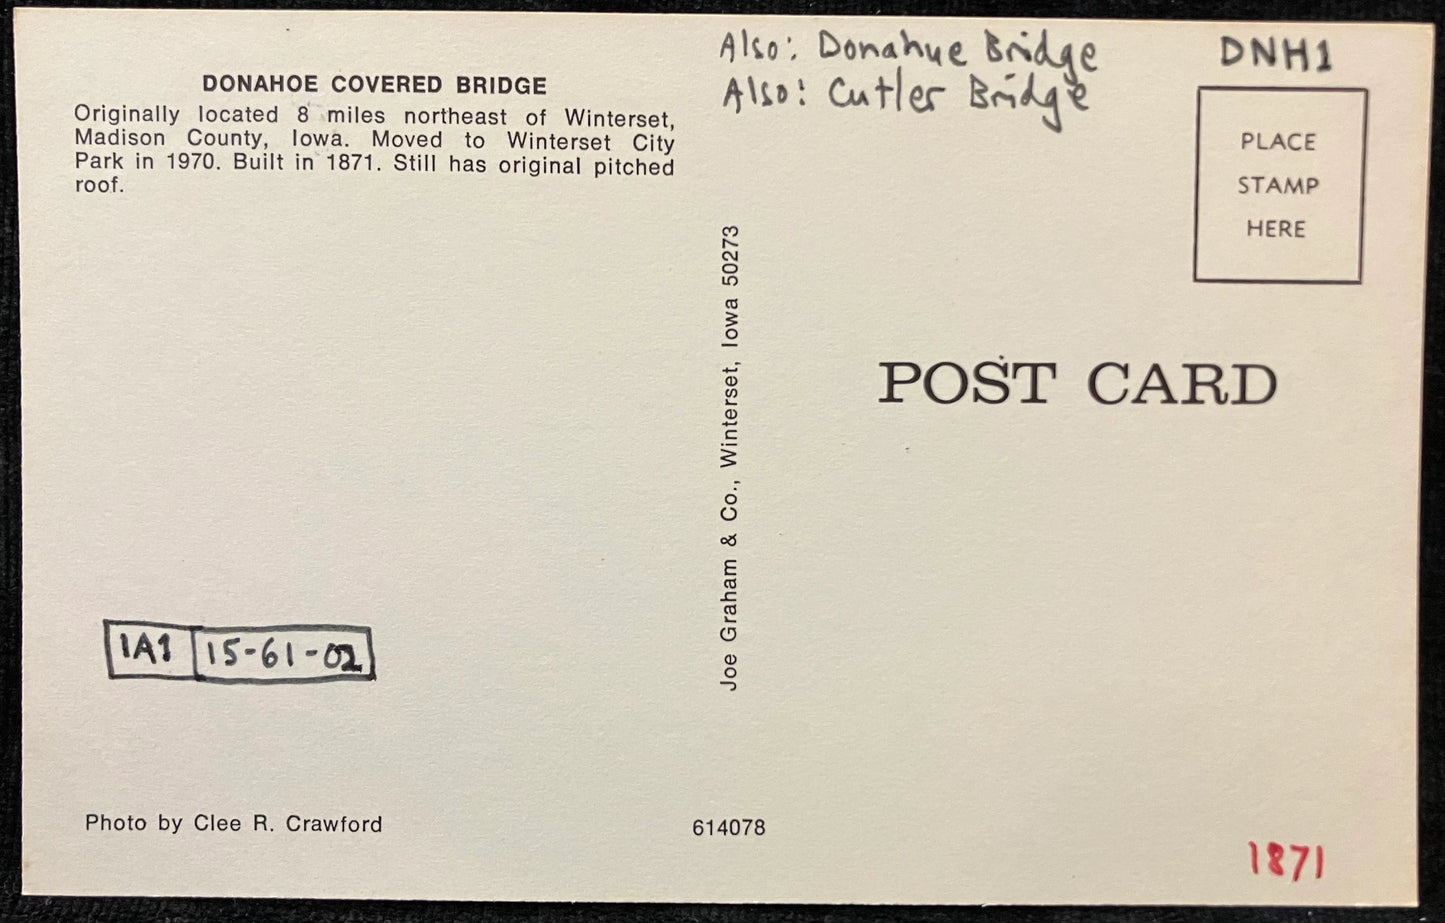 Also: Donahue Bridge
Also: Cutler Bridge
DNH1
DONAHOE COVERED BRIDGE
Originally located 8 miles northeast of Winterset,
Madison County, Iowa. Moved to Winterset City
Park in 1970. Built in 1871. Still has original pitched
roof.
PLACE
STAMP
HERE
Joe Graham & Co., Winterset, Iowa 50273
POST CARD
IA1 15-61-02
Photo by Clee R. Crawford
614078
1871